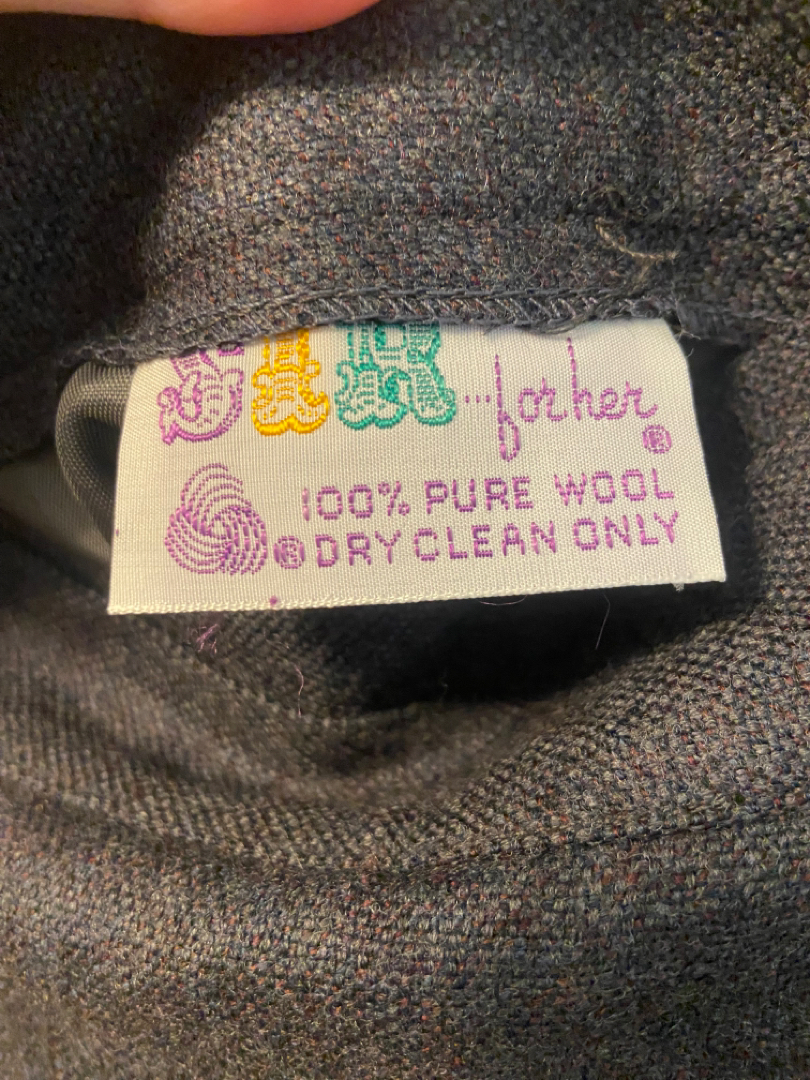 ...for her ®
100% PURE WOOL
® DRY CLEAN ONLY